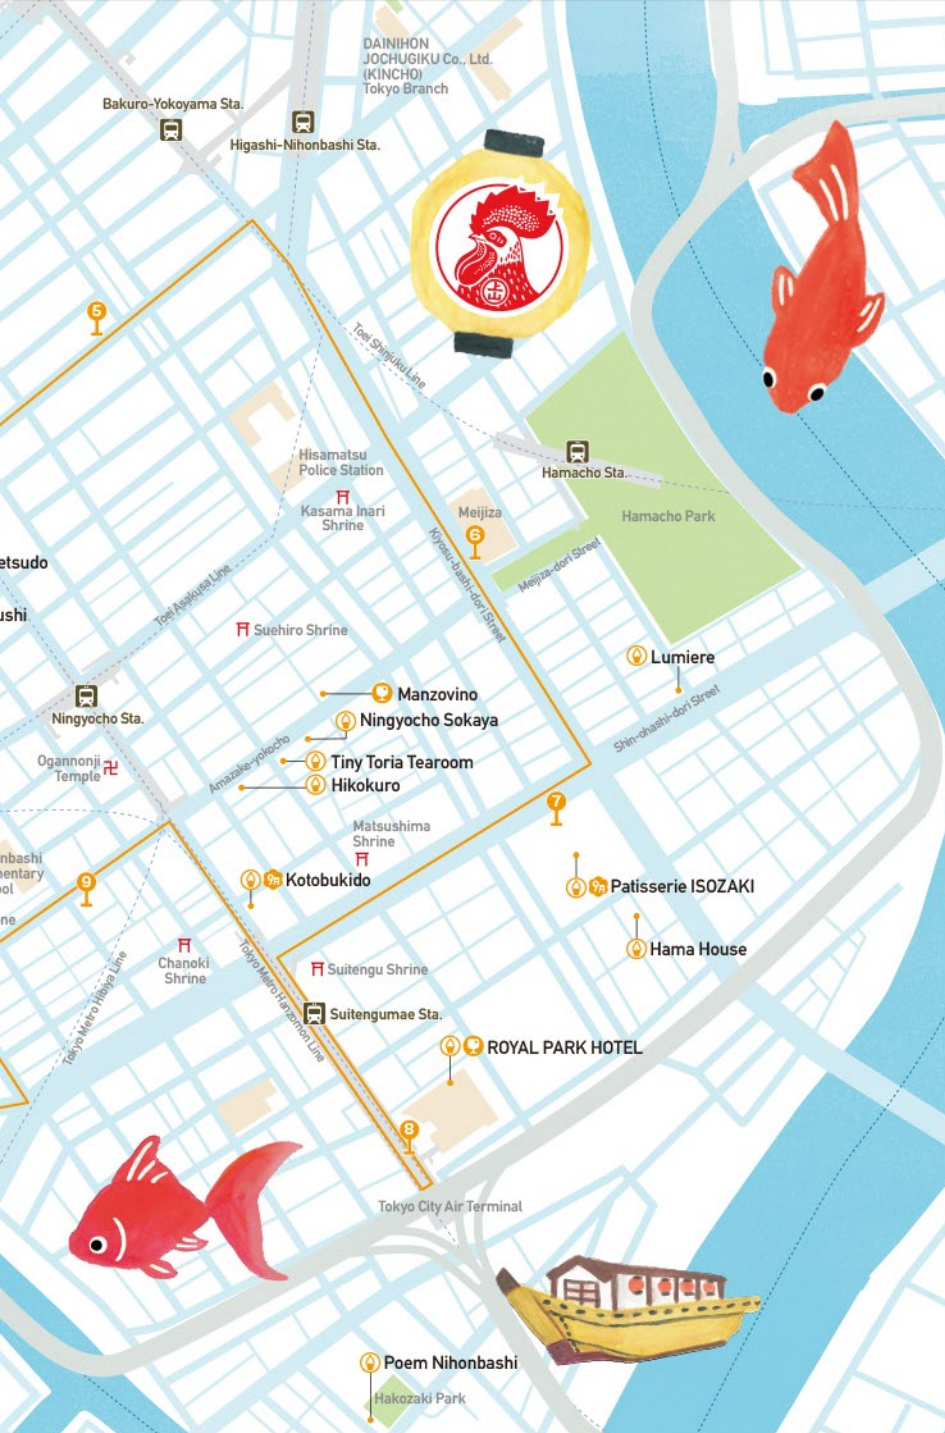 DAINIHON
JOCHUGIKU Co., Ltd.
(KINCHO)
Tokyo Branch
Bakuro-Yokoyama Sta.
Higashi-Nihonbashi Sta.
5
Toei Shinjuku Line
Hisamatsu
Police Station
Hamacho Sta.
Kasama Inari
Shrine
Meijiza
6
Hamacho Park
Kiyosu-bashi-dori Street
Meijiza-dori Street
etsudo
Toei Asakusa Line
ushi
Suehiro Shrine
Lumiere
Manzovino
Ningyocho Sta.
Ningyocho Sokaya
Shin-ohashi-dori Street
Amazake-yokocho
Tiny Toria Tearoom
Ogannonji
Temple
卍
Hikokuro
7
Matsushima
Shrine
nbashi
mentary
ool
9
Kotobukido
Patisserie ISOZAKI
ne
Chanoki
Shrine
Hama House
Tokyo Metro Hibiya Line
Tokyo Metro Hanzomon Line
Suitengu Shrine
Suitengumae Sta.
ROYAL PARK HOTEL
8
Tokyo City Air Terminal
Poem Nihonbashi
Hakozaki Park